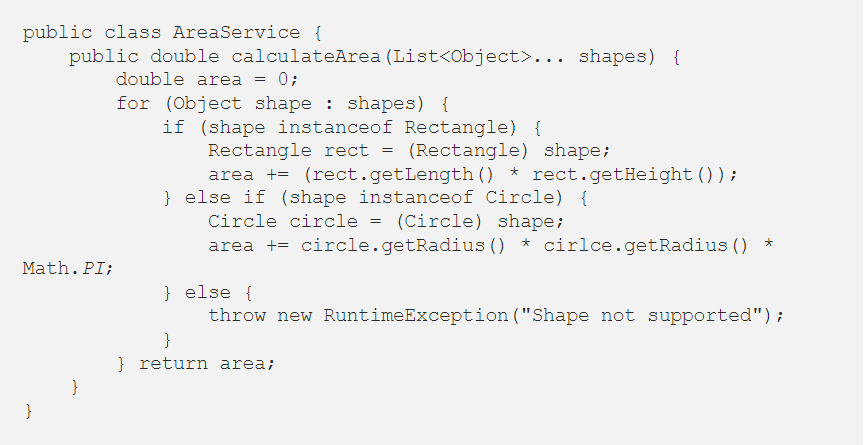 public class AreaService {
    public double calculateArea(List<Object>... shapes) {
        double area = 0;
        for (Object shape : shapes) {
            if (shape instanceof Rectangle) {
                Rectangle rect = (Rectangle) shape;
                area += (rect.getLength() * rect.getHeight());
            } else if (shape instanceof Circle) {
                Circle circle = (Circle) shape;
                area += circle.getRadius() * cirlce.getRadius() *
Math.PI;
            } else {
                throw new RuntimeException("Shape not supported");
            }
        } return area;
    }
}